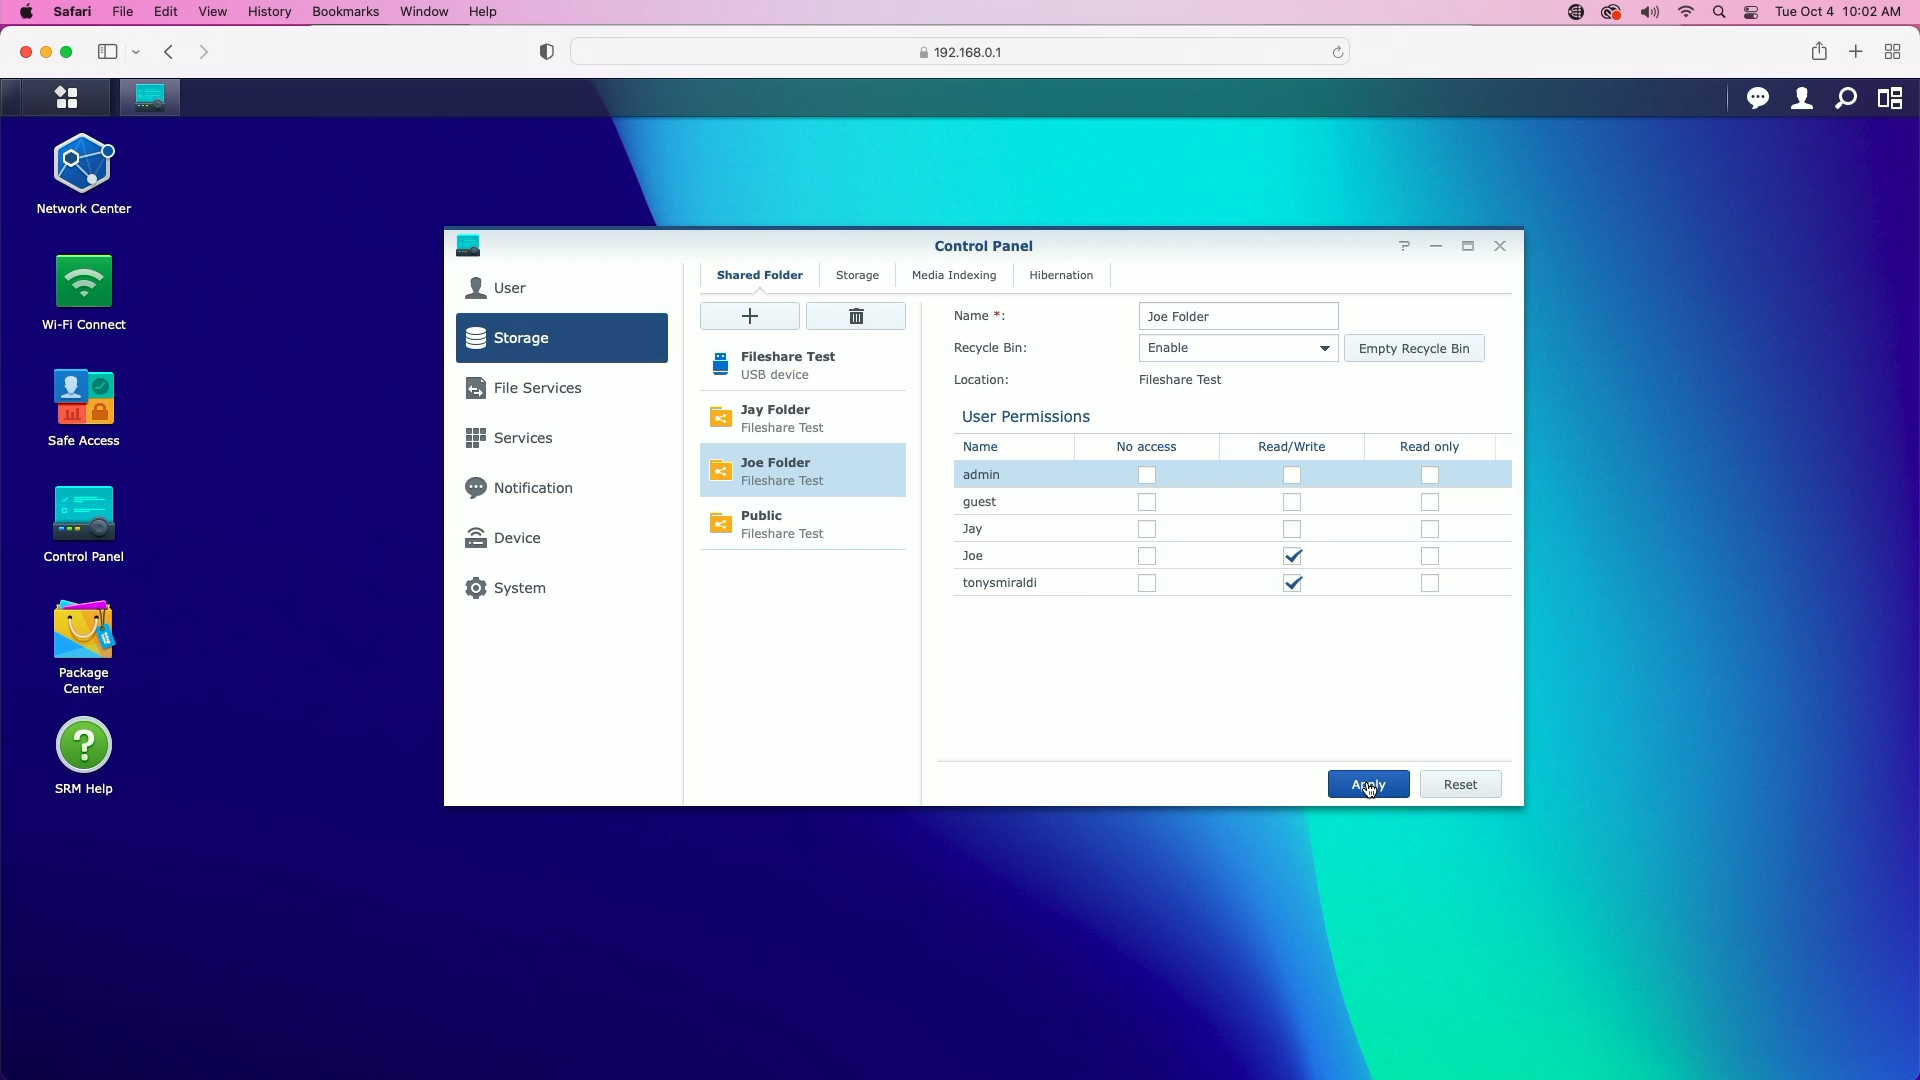 Safari File Edit View History Bookmarks Window Help Tue Oct 4 10:02 AM
192.168.0.1
Network Center
Wi-Fi Connect
Safe Access
Control Panel
Package
Center
SRM Help
Control Panel
User
Storage
File Services
Services
Notification
Device
System
Shared Folder Storage Media Indexing Hibernation
Fileshare Test
USB device
Jay Folder
Fileshare Test
Joe Folder
Fileshare Test
Public
Fileshare Test
Name *: Joe Folder
Recycle Bin: Enable Empty Recycle Bin
Location: Fileshare Test
User Permissions
Name No access Read/Write Read only
admin
guest
Jay
Joe
tonysmiraldi
Apply Reset